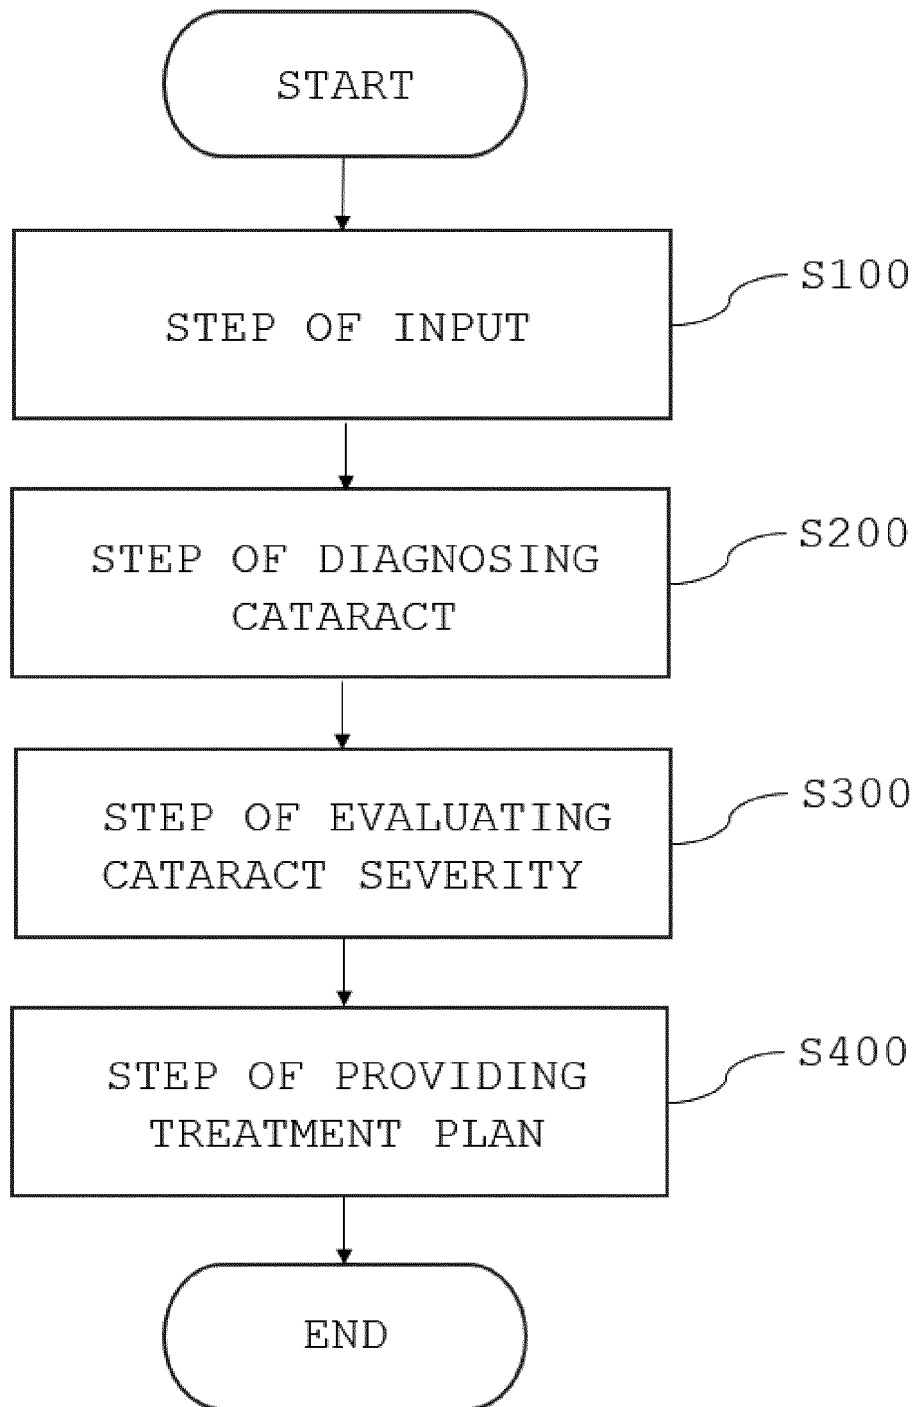 START
STEP OF INPUT
S100
STEP OF DIAGNOSING
CATARACT
S200
STEP OF EVALUATING
CATARACT SEVERITY
S300
STEP OF PROVIDING
TREATMENT PLAN
S400
END